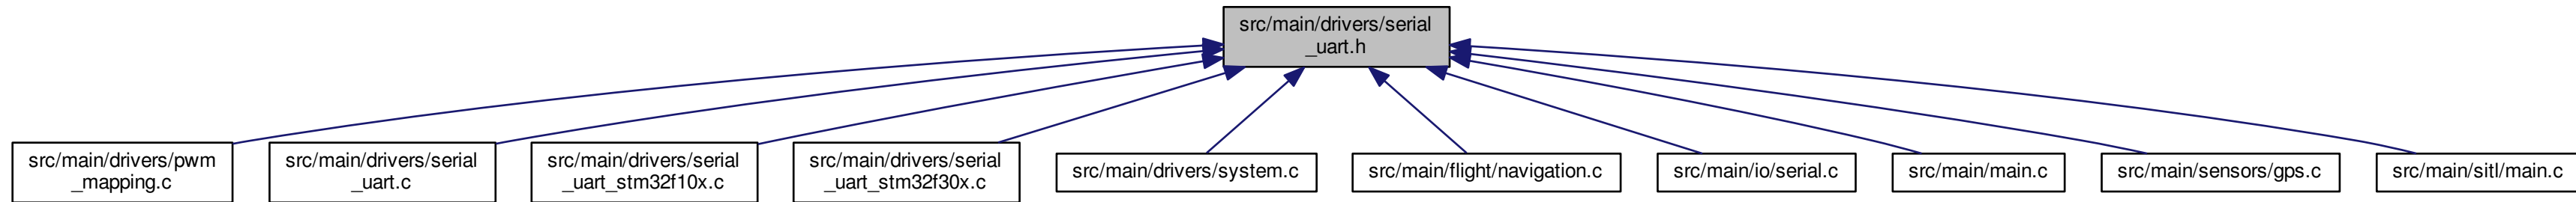 src/main/drivers/serial
_uart.h
src/main/drivers/pwm
_mapping.c
src/main/drivers/serial
_uart.c
src/main/drivers/serial
_uart_stm32f10x.c
src/main/drivers/serial
_uart_stm32f30x.c
src/main/drivers/system.c
src/main/flight/navigation.c
src/main/io/serial.c
src/main/main.c
src/main/sensors/gps.c
src/main/sitl/main.c